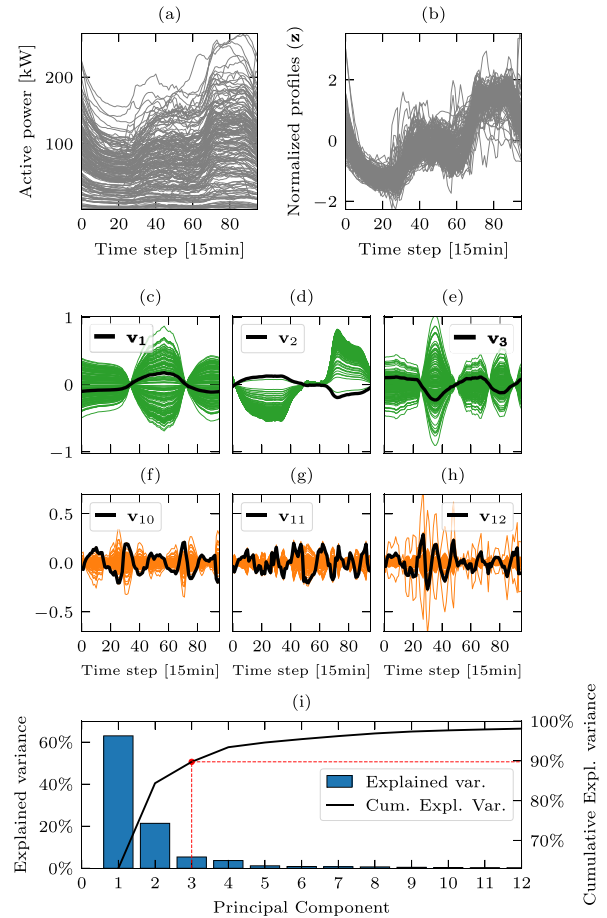 (a)
(b)
Active power [kW]
200
100
0 20 40 60 80
Time step [15min]
Normalized profiles (z)
2
0
−2
0 20 40 60 80
Time step [15min]
(c)
(d)
(e)
1
0
−1
v1
v2
v3
(f)
(g)
(h)
0.5
0.0
−0.5
v10
v11
v12
0 20 40 60 80
0 20 40 60 80
0 20 40 60 80
Time step [15min]
Time step [15min]
Time step [15min]
(i)
Explained variance
60%
40%
20%
0%
100%
90%
80%
70%
Cumulative Expl. Var.
Explained var.
Cum. Expl. Var.
0 1 2 3 4 5 6 7 8 9 10 11 12
Principal Component